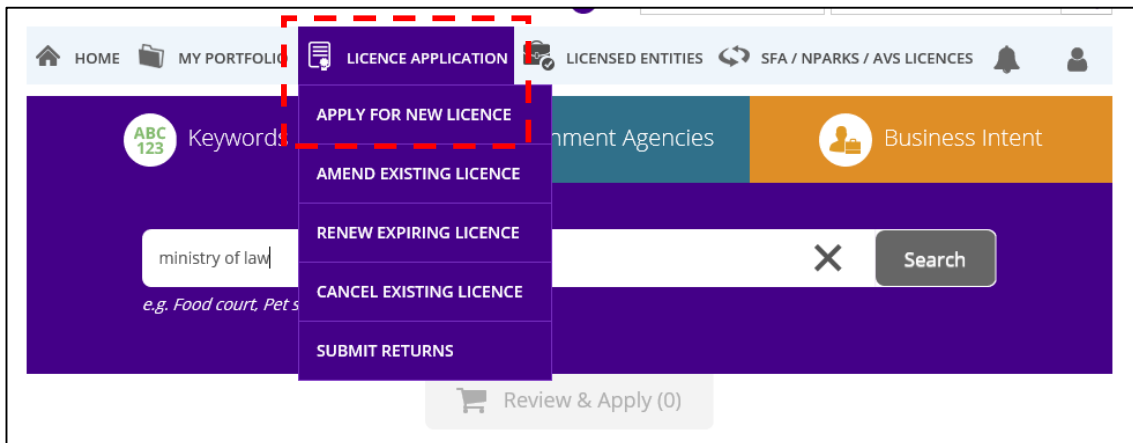 HOME MY PORTFOLIO LICENCE APPLICATION LICENSED ENTITIES SFA / NPARKS / AVS LICENCES
APPLY FOR NEW LICENCE
AMEND EXISTING LICENCE
RENEW EXPIRING LICENCE
CANCEL EXISTING LICENCE
SUBMIT RETURNS
ABC
123
Keywords
nment Agencies
Business Intent
ministry of law
Search
e.g. Food court, Pet s
Review & Apply (0)